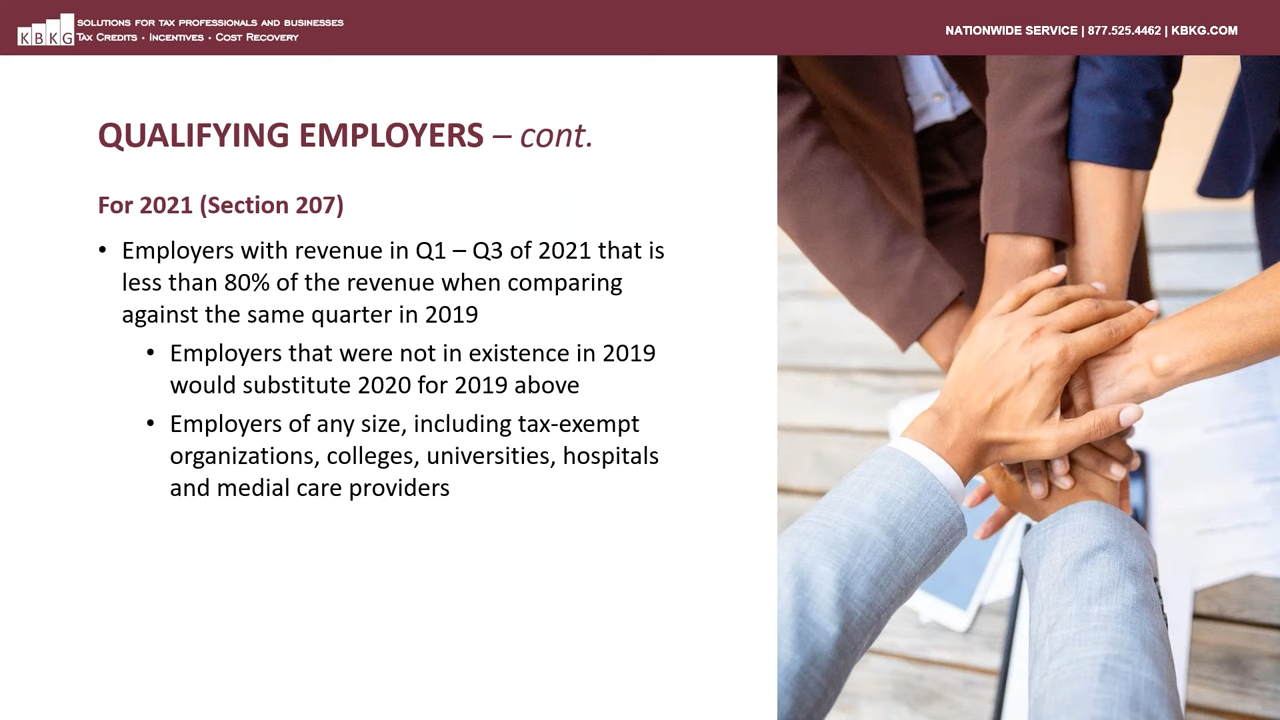 KBKG
SOLUTIONS FOR TAX PROFESSIONALS AND BUSINESSES
TAX CREDITS · INCENTIVES · COST RECOVERY
NATIONWIDE SERVICE | 877.525.4462 | KBKG.COM
QUALIFYING EMPLOYERS – cont.
For 2021 (Section 207)
• Employers with revenue in Q1 – Q3 of 2021 that is
less than 80% of the revenue when comparing
against the same quarter in 2019
• Employers that were not in existence in 2019
would substitute 2020 for 2019 above
• Employers of any size, including tax-exempt
organizations, colleges, universities, hospitals
and medial care providers